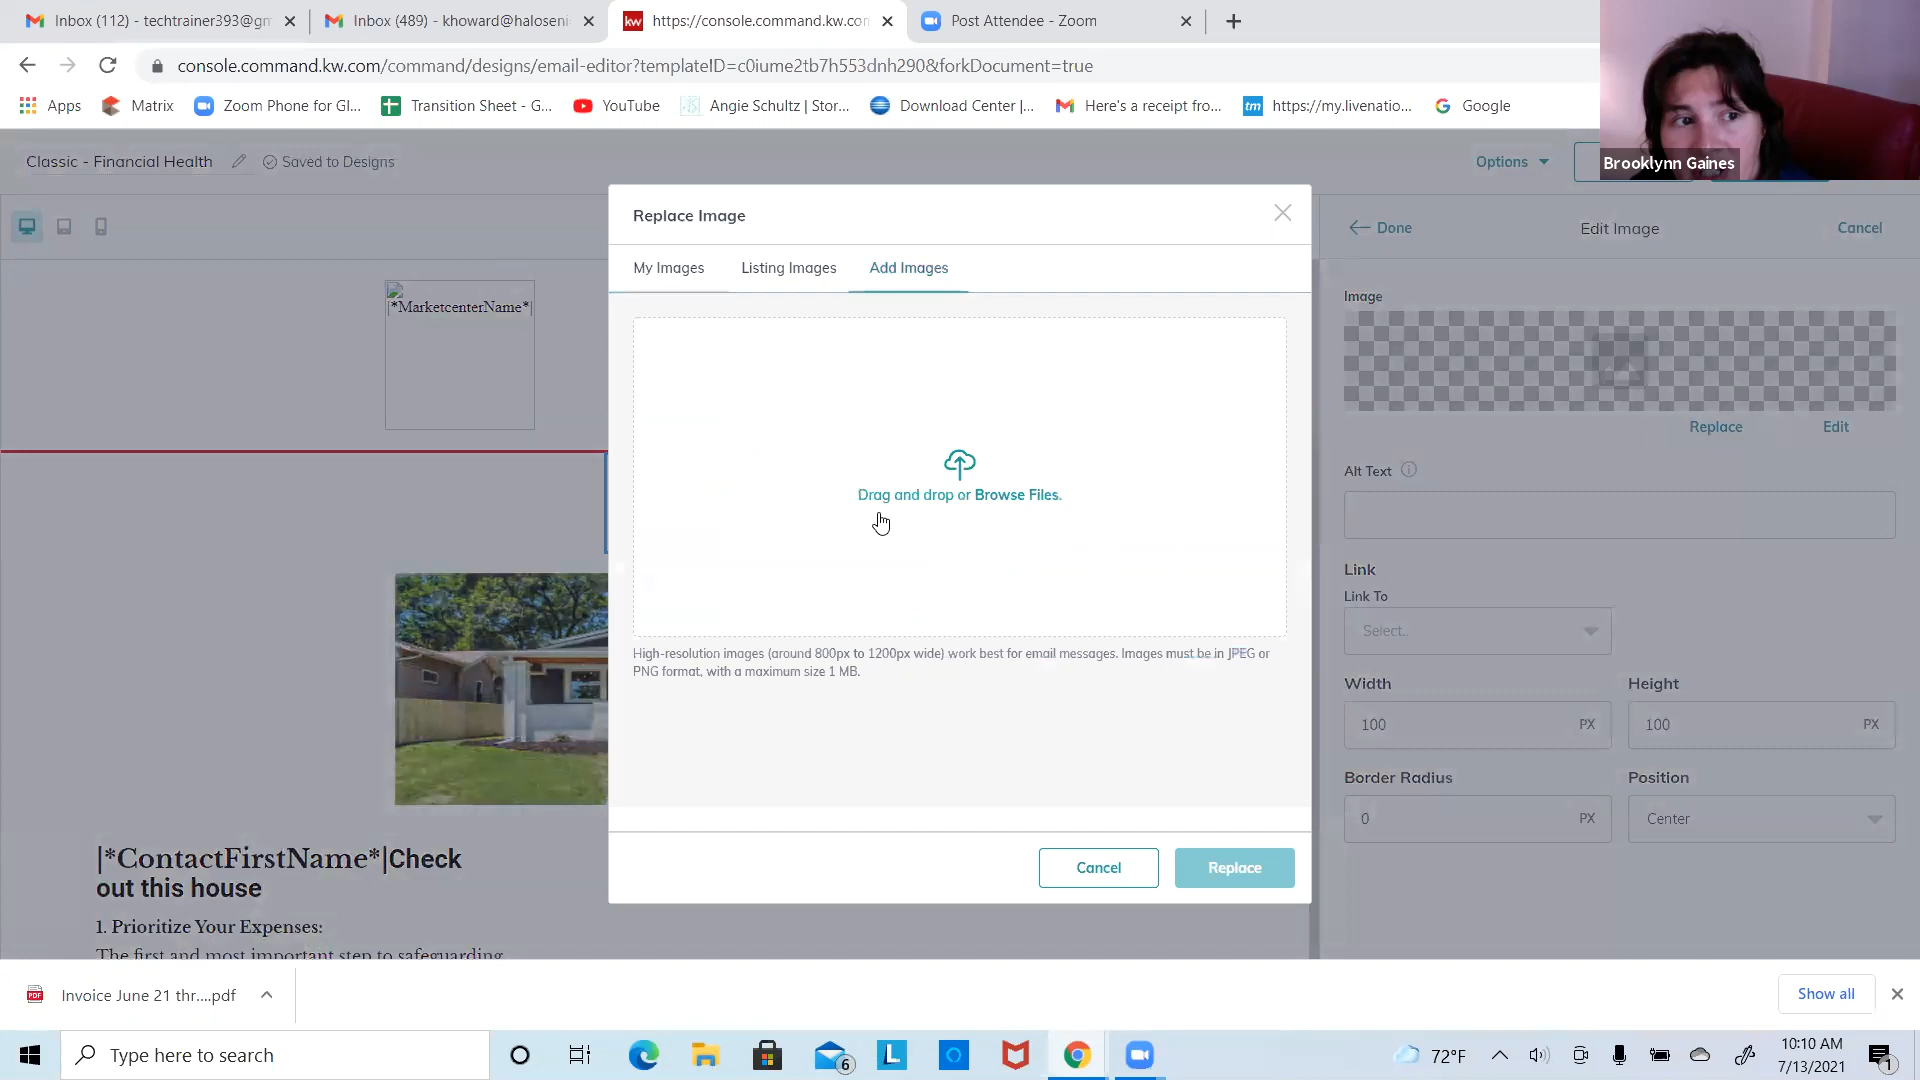 Inbox (112) - techtrainer393@gm
Inbox (489) - khoward@haloseni
kw
https://console.command.kw.con
Post Attendee - Zoom
console.command.kw.com/command/designs/email-editor?templateID=c0iume2tb7h553dnh290&forkDocument=true
Apps
Matrix
Zoom Phone for Gl...
Transition Sheet - G...
YouTube
Angie Schultz | Stor...
Download Center |...
Here's a receipt fro...
tm
https://my.livenatio...
Google
Brooklynn Gaines
Classic - Financial Health
Saved to Designs
Options
Replace Image
My Images
Listing Images
Add Images
Drag and drop or Browse Files.
High-resolution images (around 800px to 1200px wide) work best for email messages. Images must be in JPEG or
PNG format, with a maximum size 1 MB.
Cancel
Replace
|*MarketcenterName*|
|*ContactFirstName*|Check
out this house
1. Prioritize Your Expenses:
The first and most important step to safeguarding
Done
Edit Image
Cancel
Image
Replace
Edit
Alt Text
Link
Link To
Select..
Width
Height
100 PX
100 PX
Border Radius
Position
0 PX
Center
PDF
Invoice June 21 thr....pdf
Show all
Type here to search
6
L
72°F
10:10 AM
7/13/2021
1